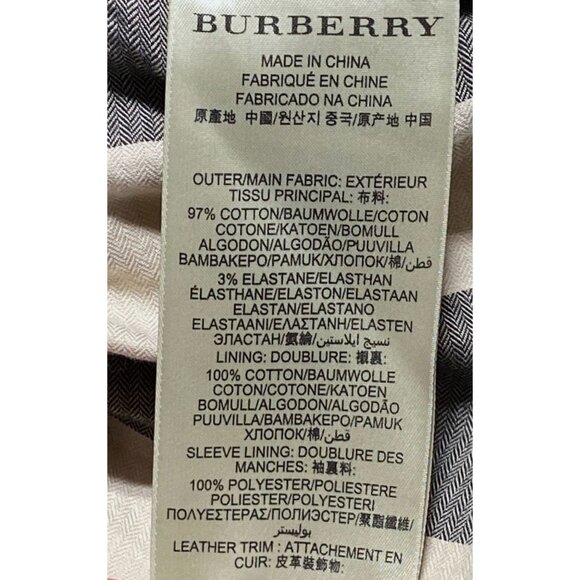 BURBERRY
MADE IN CHINA
FABRIQUÉ EN CHINE
FABRICADO NA CHINA
原產地 中國/원산지 중국/原产地 中国
OUTER/MAIN FABRIC: EXTÉRIEUR
TISSU PRINCIPAL: 布料:
97% COTTON/BAUMWOLLE/COTON
COTONE/KATOEN/BOMULL
ALGODON/ALGODÃO/PUUVILLA
ΒΑΜΒΑΚΕΡΟ/PAMUK/ХЛОПОК/棉/قطن/
3% ELASTANE/ELASTHAN
ÉLASTHANE/ELASTON/ELASTAAN
ELASTAN/ELASTANO
ELASTAANI/ΕΛΑΣΤΑΝΗ/ELASTEN
ЭЛАСТАН/氨綸/نسيج ايلاستين/
LINING: DOUBLURE: 襯裏:
100% COTTON/BAUMWOLLE
COTON/COTONE/KATOEN
BOMULL/ALGODON/ALGODÃO
PUUVILLA/ΒΑΜΒΑΚΕΡΟ/PAMUK
ХЛОПОК/棉/قطن/
SLEEVE LINING: DOUBLURE DES
MANCHES: 袖裏料:
100% POLYESTER/POLIESTERE
POLIESTER/POLYESTERI
ΠΟΛΥΕΣΤΕΡΑΣ/ПОЛИЭСТЕР/聚酯纖維/
بوليستر
LEATHER TRIM : ATTACHEMENT EN
CUIR: 皮革裝飾物: